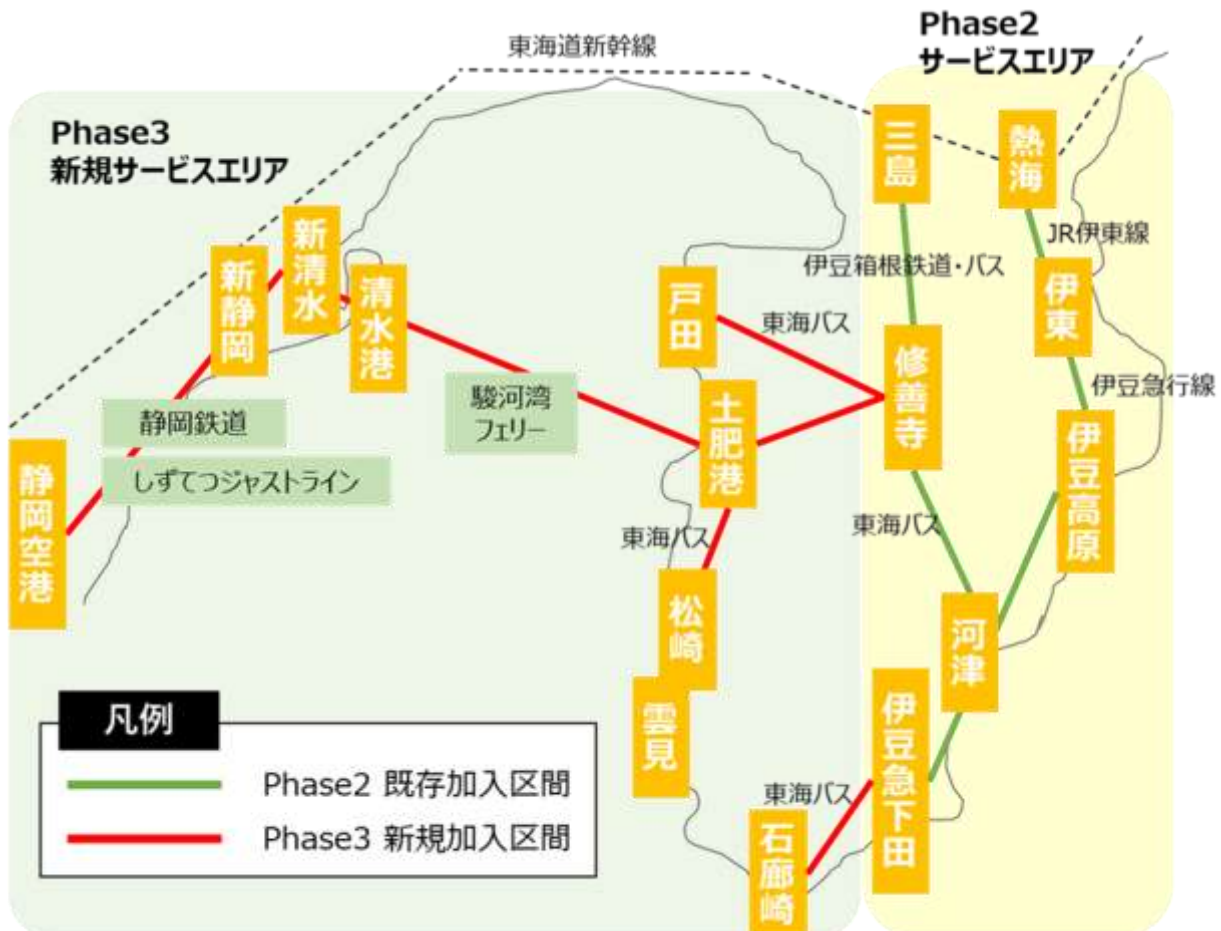 東海道新幹線
Phase2
サービスエリア
Phase3
新規サービスエリア
三島
熱海
新清水
新静岡
清水港
JR伊東線
伊豆箱根鉄道・バス
戸田
伊東
東海バス
修善寺
伊豆急行線
駿河湾
フェリー
土肥港
静岡鉄道
伊豆高原
しずてつジャストライン
静岡空港
東海バス
東海バス
松崎
河津
雲見
伊豆急下田
凡例
Phase2 既存加入区間
Phase3 新規加入区間
東海バス
石廊崎